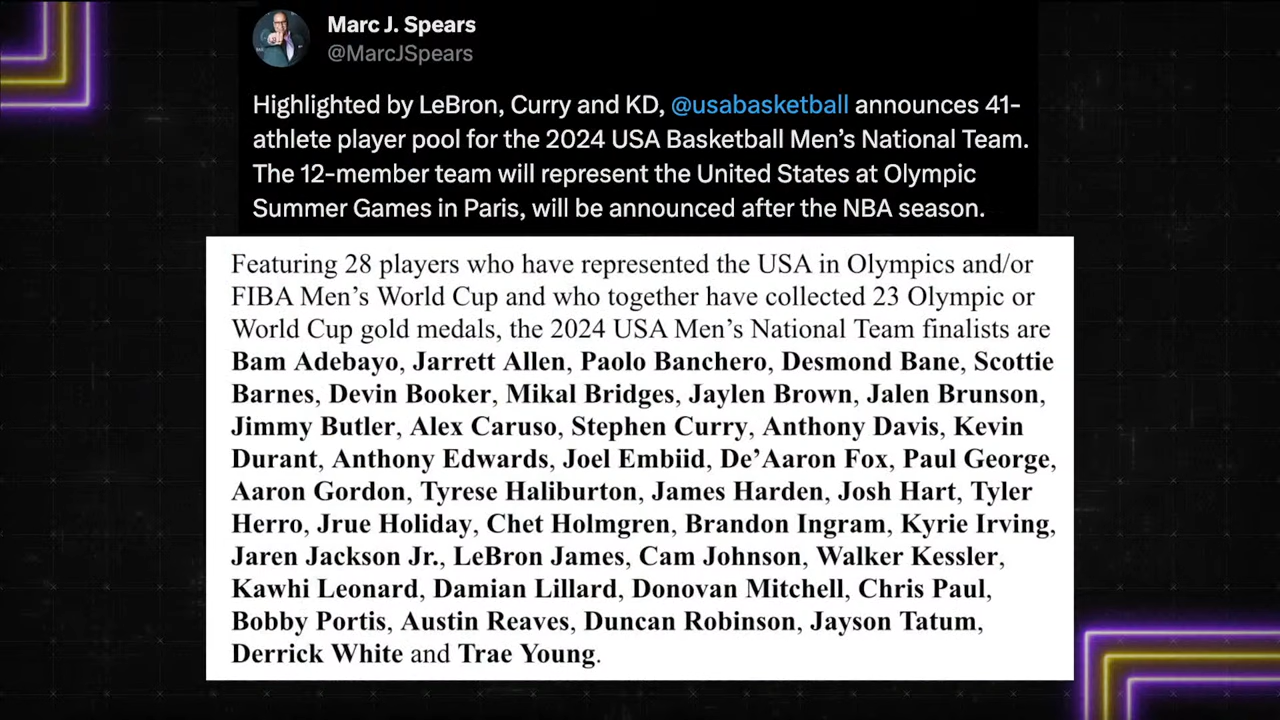 Marc J. Spears
@MarcJSpears
Highlighted by LeBron, Curry and KD, @usabasketball announces 41-
athlete player pool for the 2024 USA Basketball Men’s National Team.
The 12-member team will represent the United States at Olympic
Summer Games in Paris, will be announced after the NBA season.
Featuring 28 players who have represented the USA in Olympics and/or
FIBA Men’s World Cup and who together have collected 23 Olympic or
World Cup gold medals, the 2024 USA Men’s National Team finalists are
Bam Adebayo, Jarrett Allen, Paolo Banchero, Desmond Bane, Scottie
Barnes, Devin Booker, Mikal Bridges, Jaylen Brown, Jalen Brunson,
Jimmy Butler, Alex Caruso, Stephen Curry, Anthony Davis, Kevin
Durant, Anthony Edwards, Joel Embiid, De’Aaron Fox, Paul George,
Aaron Gordon, Tyrese Haliburton, James Harden, Josh Hart, Tyler
Herro, Jrue Holiday, Chet Holmgren, Brandon Ingram, Kyrie Irving,
Jaren Jackson Jr., LeBron James, Cam Johnson, Walker Kessler,
Kawhi Leonard, Damian Lillard, Donovan Mitchell, Chris Paul,
Bobby Portis, Austin Reaves, Duncan Robinson, Jayson Tatum,
Derrick White and Trae Young.